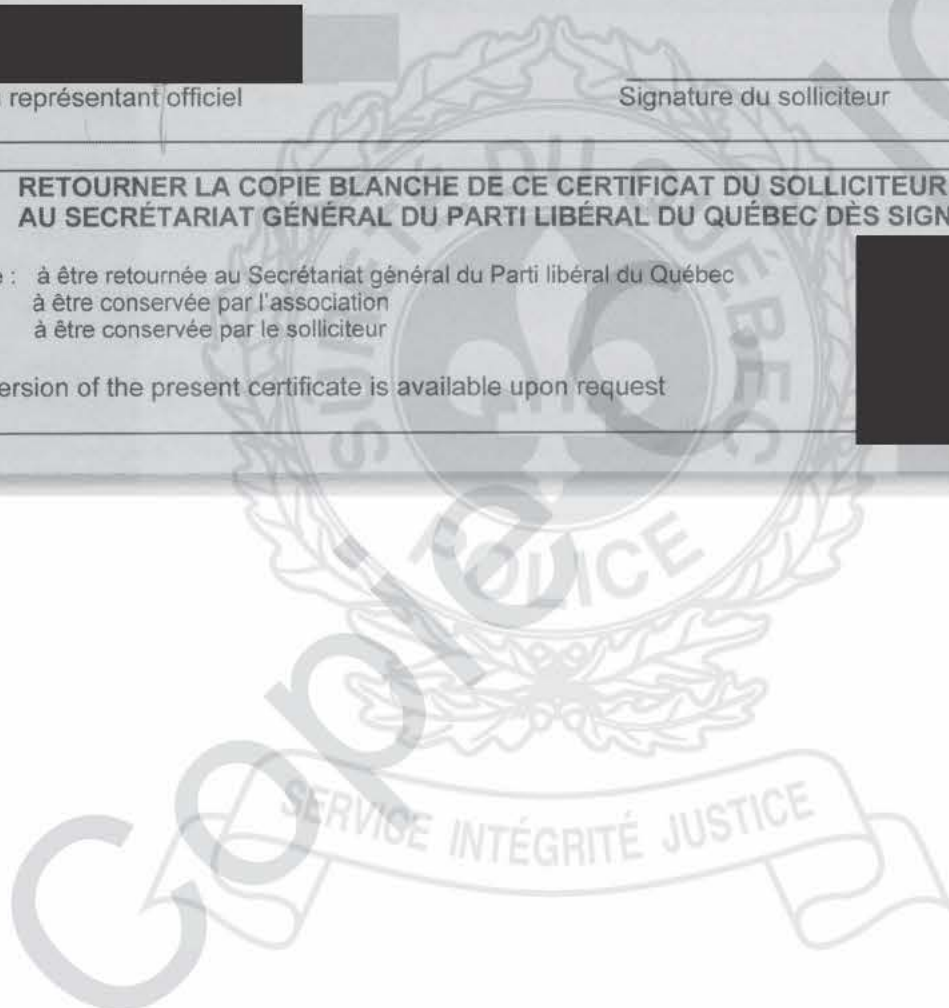 représentant officiel
Signature du solliciteur
RETOURNER LA COPIE BLANCHE DE CE CERTIFICAT DU SOLLICITEUR
AU SECRÉTARIAT GÉNÉRAL DU PARTI LIBÉRAL DU QUÉBEC DÈS SIGN
e : à être retournée au Secrétariat général du Parti libéral du Québec
à être conservée par l'association
à être conservée par le solliciteur
ersion of the present certificate is available upon request
SURETÉ DU QUÉBEC
POLICE
SERVICE INTÉGRITÉ JUSTICE
Copie